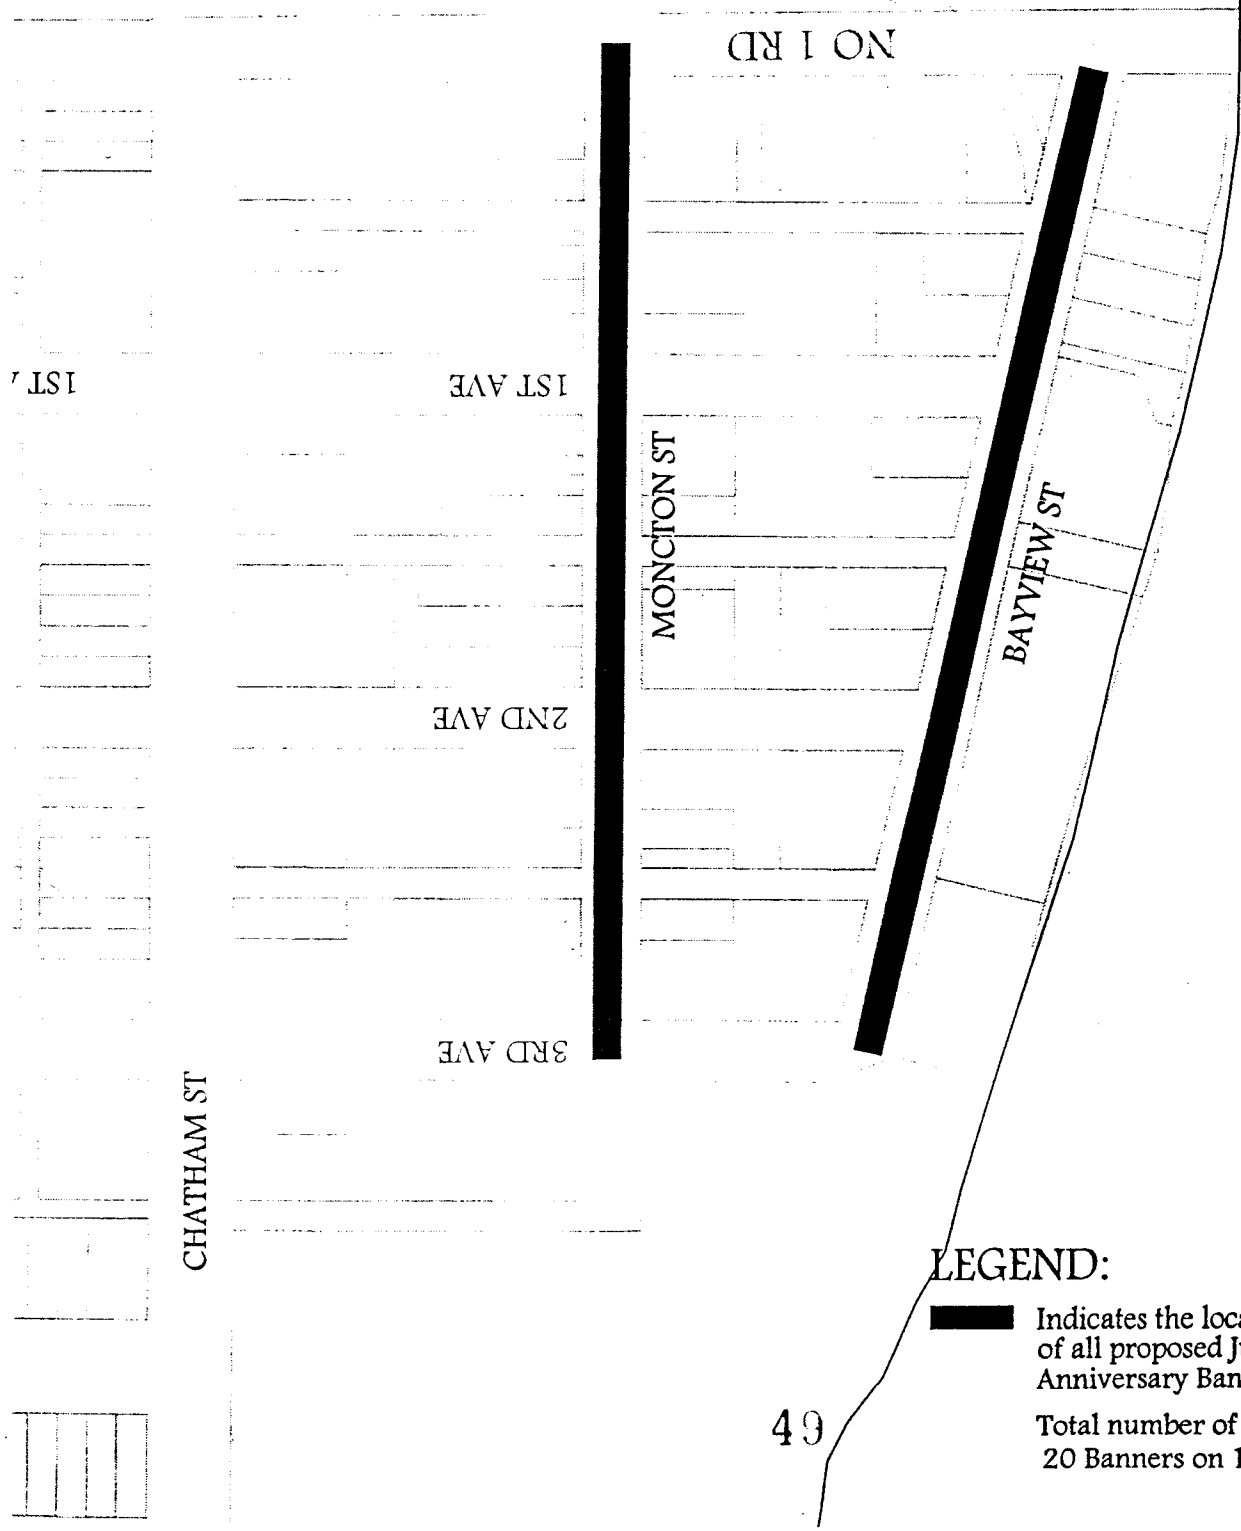 NO 1 RD
1ST
1ST AVE
MONCTON ST
BAYVIEW ST
2ND AVE
3RD AVE
CHATHAM ST
LEGEND:
Indicates the loca
of all proposed J
Anniversary Ban
49
Total number of
20 Banners on 1